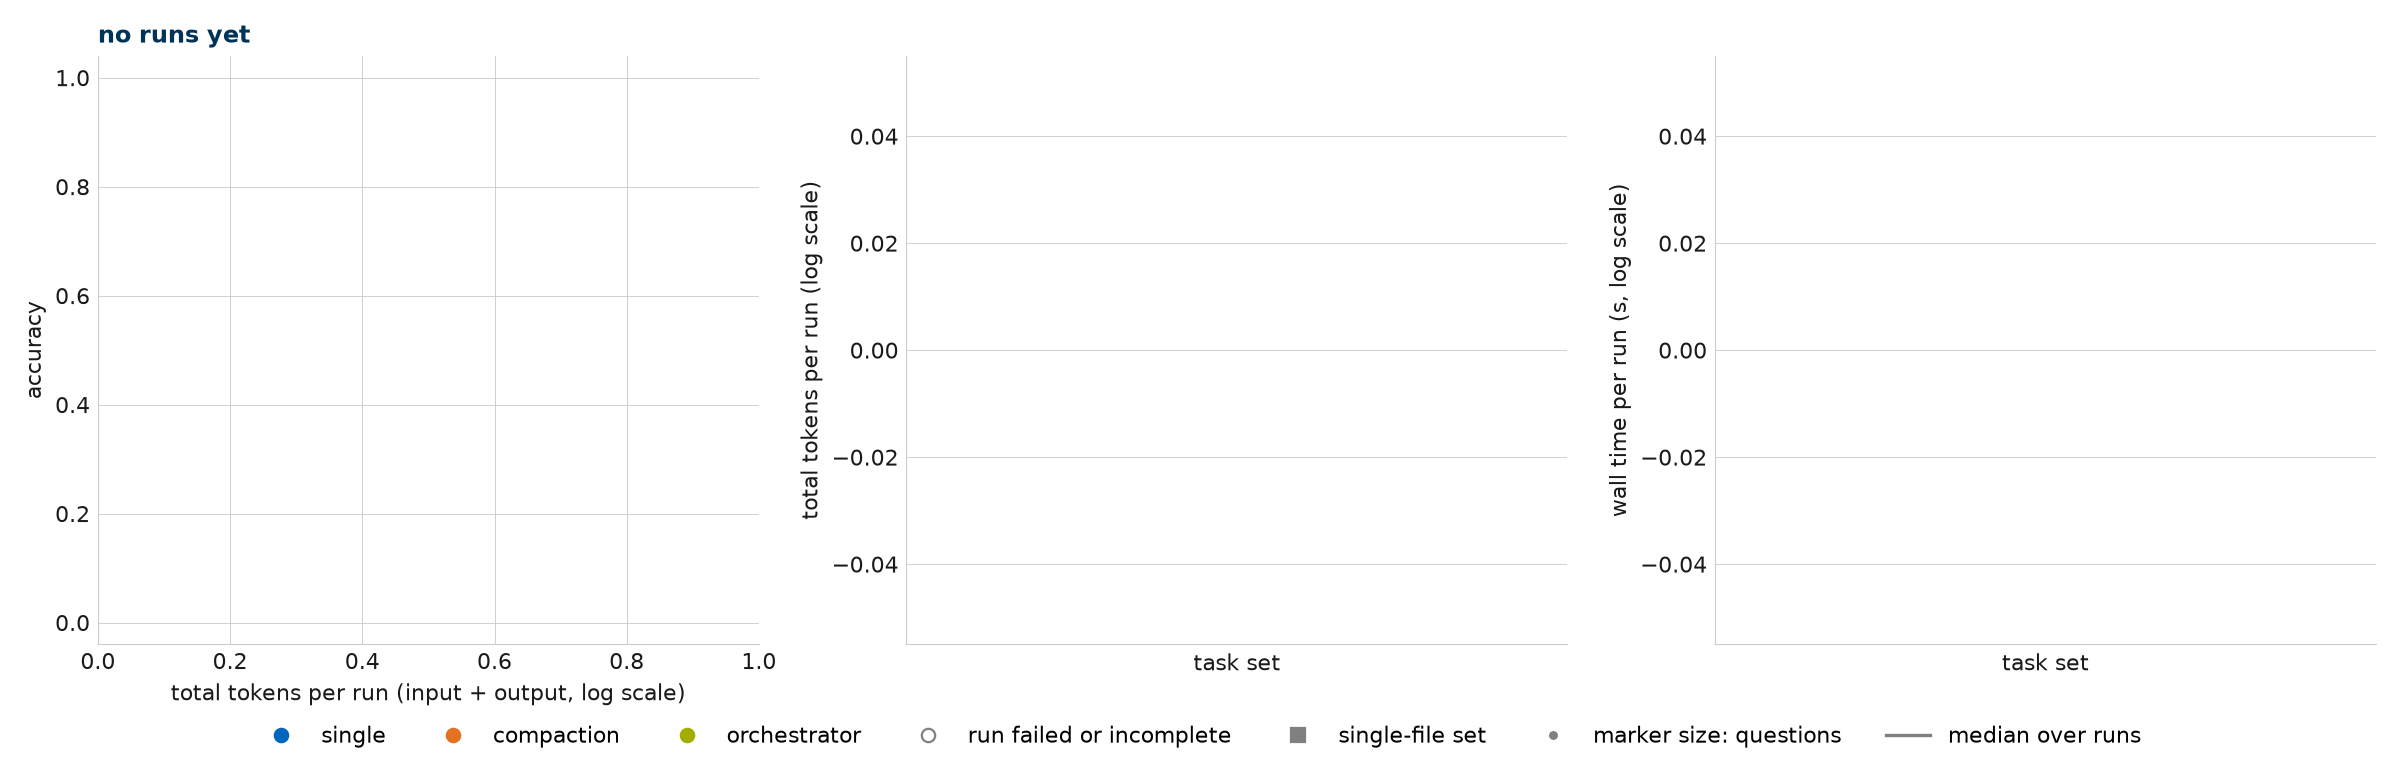 no runs yet
1.0
0.8
0.6
0.4
0.2
0.0
accuracy
0.0 0.2 0.4 0.6 0.8 1.0
total tokens per run (input + output, log scale)
0.04
0.02
0.00
−0.02
−0.04
total tokens per run (log scale)
task set
0.04
0.02
0.00
−0.02
−0.04
wall time per run (s, log scale)
task set
single compaction orchestrator run failed or incomplete single-file set marker size: questions median over runs